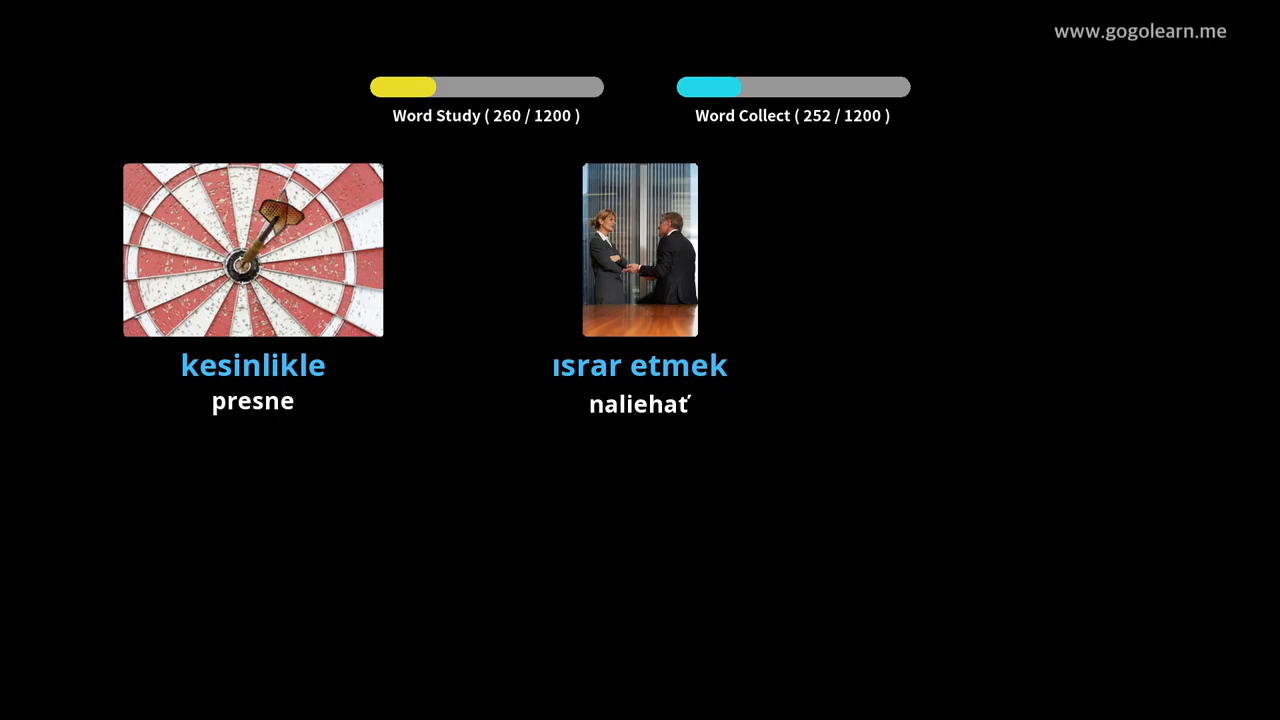 www.gogolearn.me
Word Study ( 260 / 1200 )
Word Collect ( 252 / 1200 )
kesinlikle
presne
ısrar etmek
naliehať